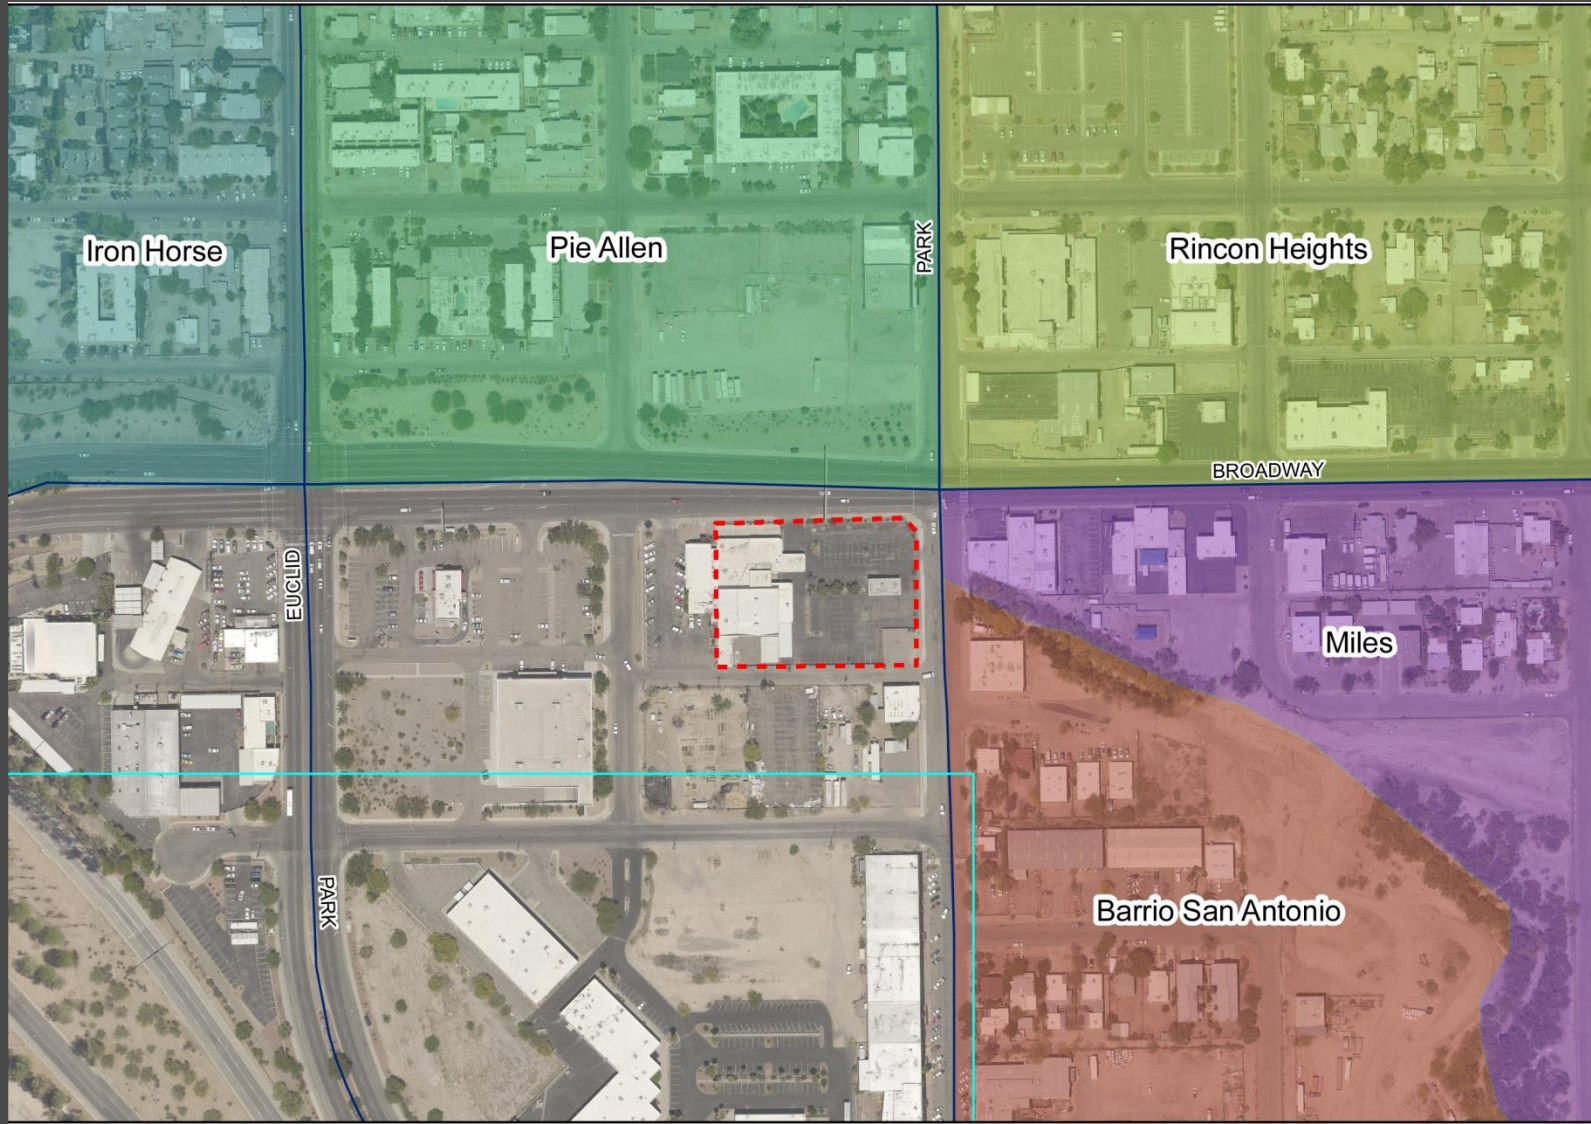 Iron Horse
Pie Allen
PARK
Rincon Heights
BROADWAY
EUCLID
Miles
PARK
Barrio San Antonio